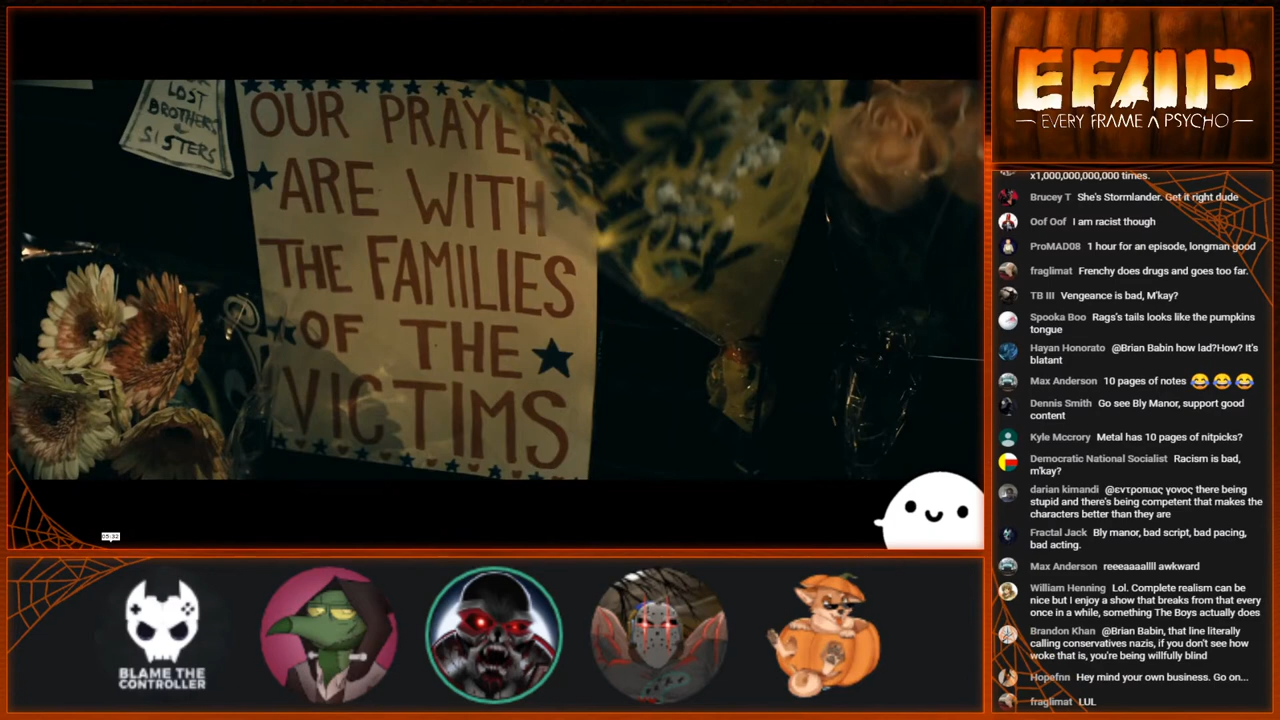 LOST
BROTHERS
&
SISTERS
OUR PRAYERS
ARE WITH
THE FAMILIES
OF THE
VICTIMS
05:32
BLAME THE
CONTROLLER
EFAP
EVERY FRAME A PSYCHO
x1,000,000,000,000 times.
Brucey T She's Stormlander. Get it right dude
Oof Oof I am racist though
ProMAD08 1 hour for an episode, longman good
fraglimat Frenchy does drugs and goes too far.
TB III Vengeance is bad, M'kay?
Spooka Boo Rags's tails looks like the pumpkins
tongue
Hayan Honorato @Brian Babin how lad?How? It's
blatant
Max Anderson 10 pages of notes 😂 😂 😂
Dennis Smith Go see Bly Manor, support good
content
Kyle Mccrory Metal has 10 pages of nitpicks?
Democratic National Socialist Racism is bad,
m'kay?
darian kimandi @εντροπιας γονος there being
stupid and there's being competent that makes the
characters better than they are
Fractal Jack Bly manor, bad script, bad pacing,
bad acting.
Max Anderson reeeaaaallll awkward
William Henning Lol. Complete realism can be
nice but I enjoy a show that breaks from that every
once in a while, something The Boys actually does
Brandon Khan @Brian Babin, that line literally
calling conservatives nazis, if you don't see how
woke that is, you're being willfully blind
Hopefnn Hey mind your own business. Go on...
fraglimat LUL